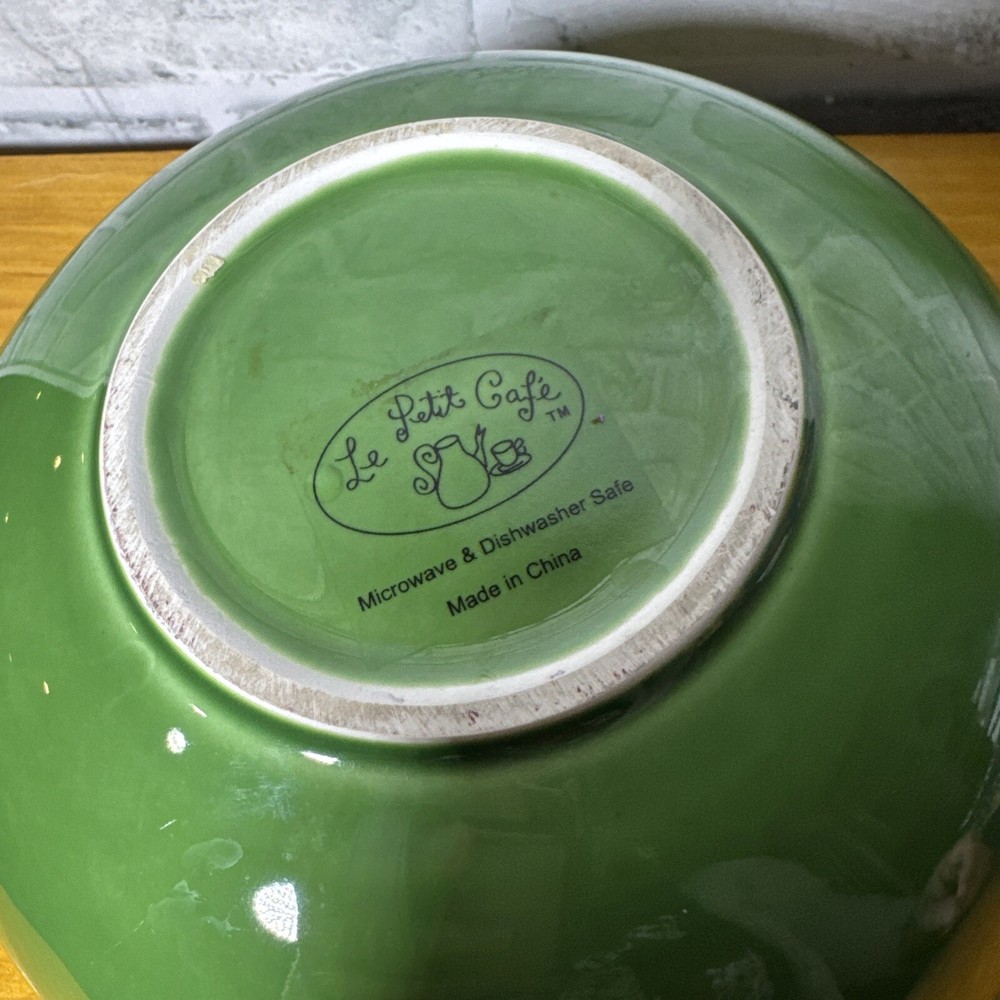 Le Petit Café TM
Microwave & Dishwasher Safe
Made in China